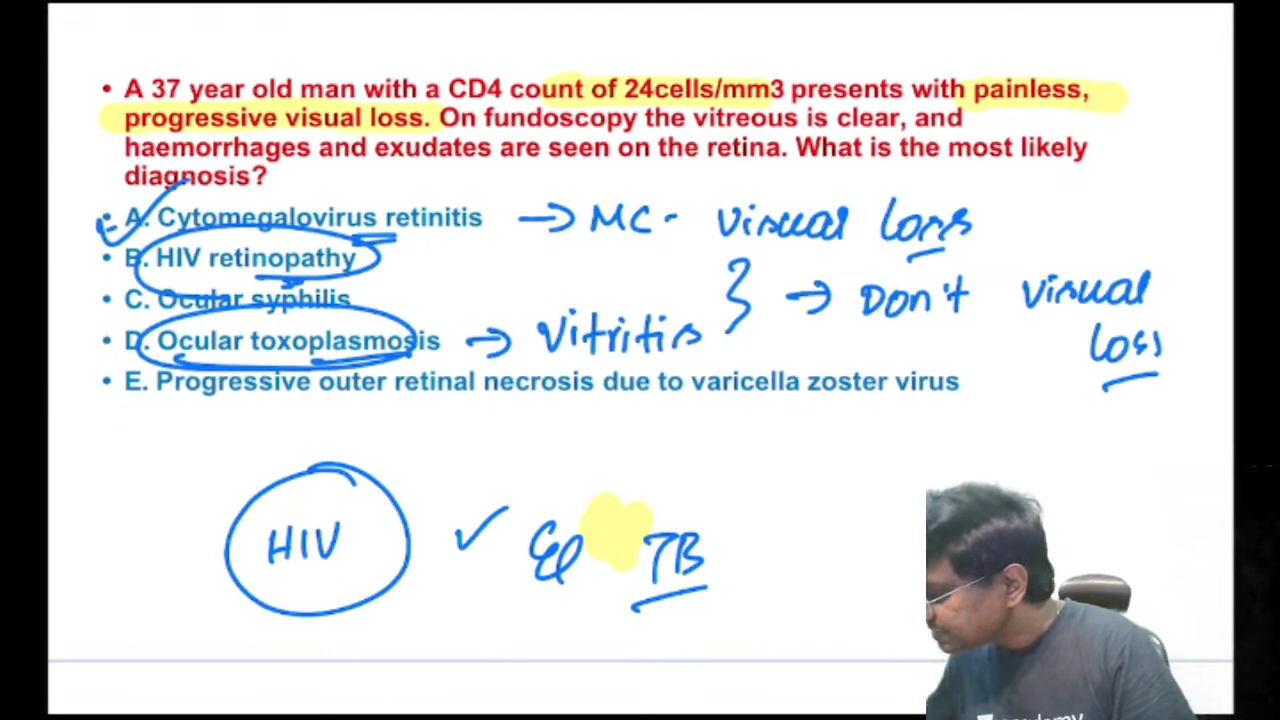 • A 37 year old man with a CD4 count of 24cells/mm3 presents with painless,
progressive visual loss. On fundoscopy the vitreous is clear, and
haemorrhages and exudates are seen on the retina. What is the most likely
diagnosis?
• A. Cytomegalovirus retinitis → MC - visual loss
• B. HIV retinopathy
• C. Ocular syphilis → Don't visual loss
• D. Ocular toxoplasmosis → Vitritis
• E. Progressive outer retinal necrosis due to varicella zoster virus
HIV ✓ TB